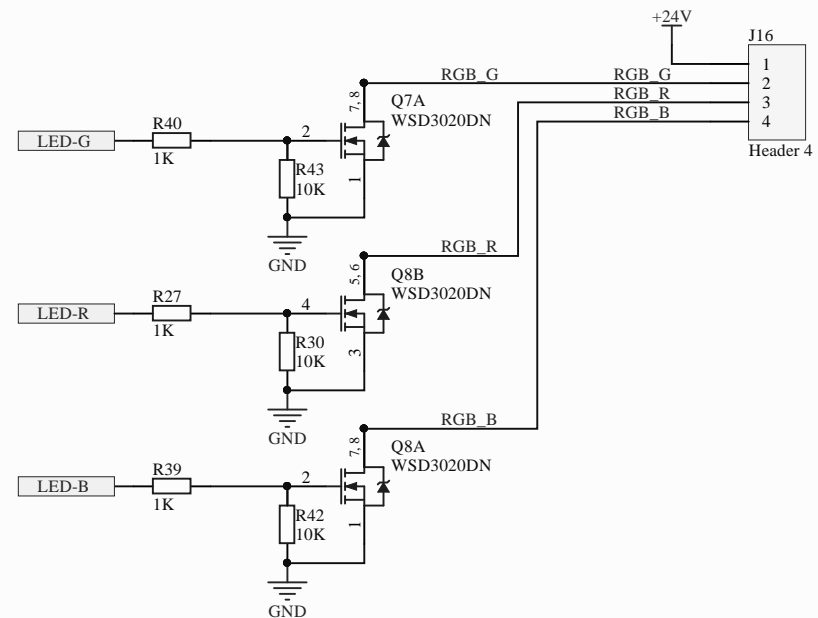 +24V
J16
1
RGB_G
RGB_G
2
RGB_R
3
RGB_B
4
Header 4
7, 8
Q7A
WSD3020DN
LED-G
R40
1K
2
R43
10K
1
GND
RGB_R
5, 6
Q8B
WSD3020DN
LED-R
R27
1K
4
R30
10K
3
GND
RGB_B
7, 8
Q8A
WSD3020DN
LED-B
R39
1K
2
R42
10K
1
GND